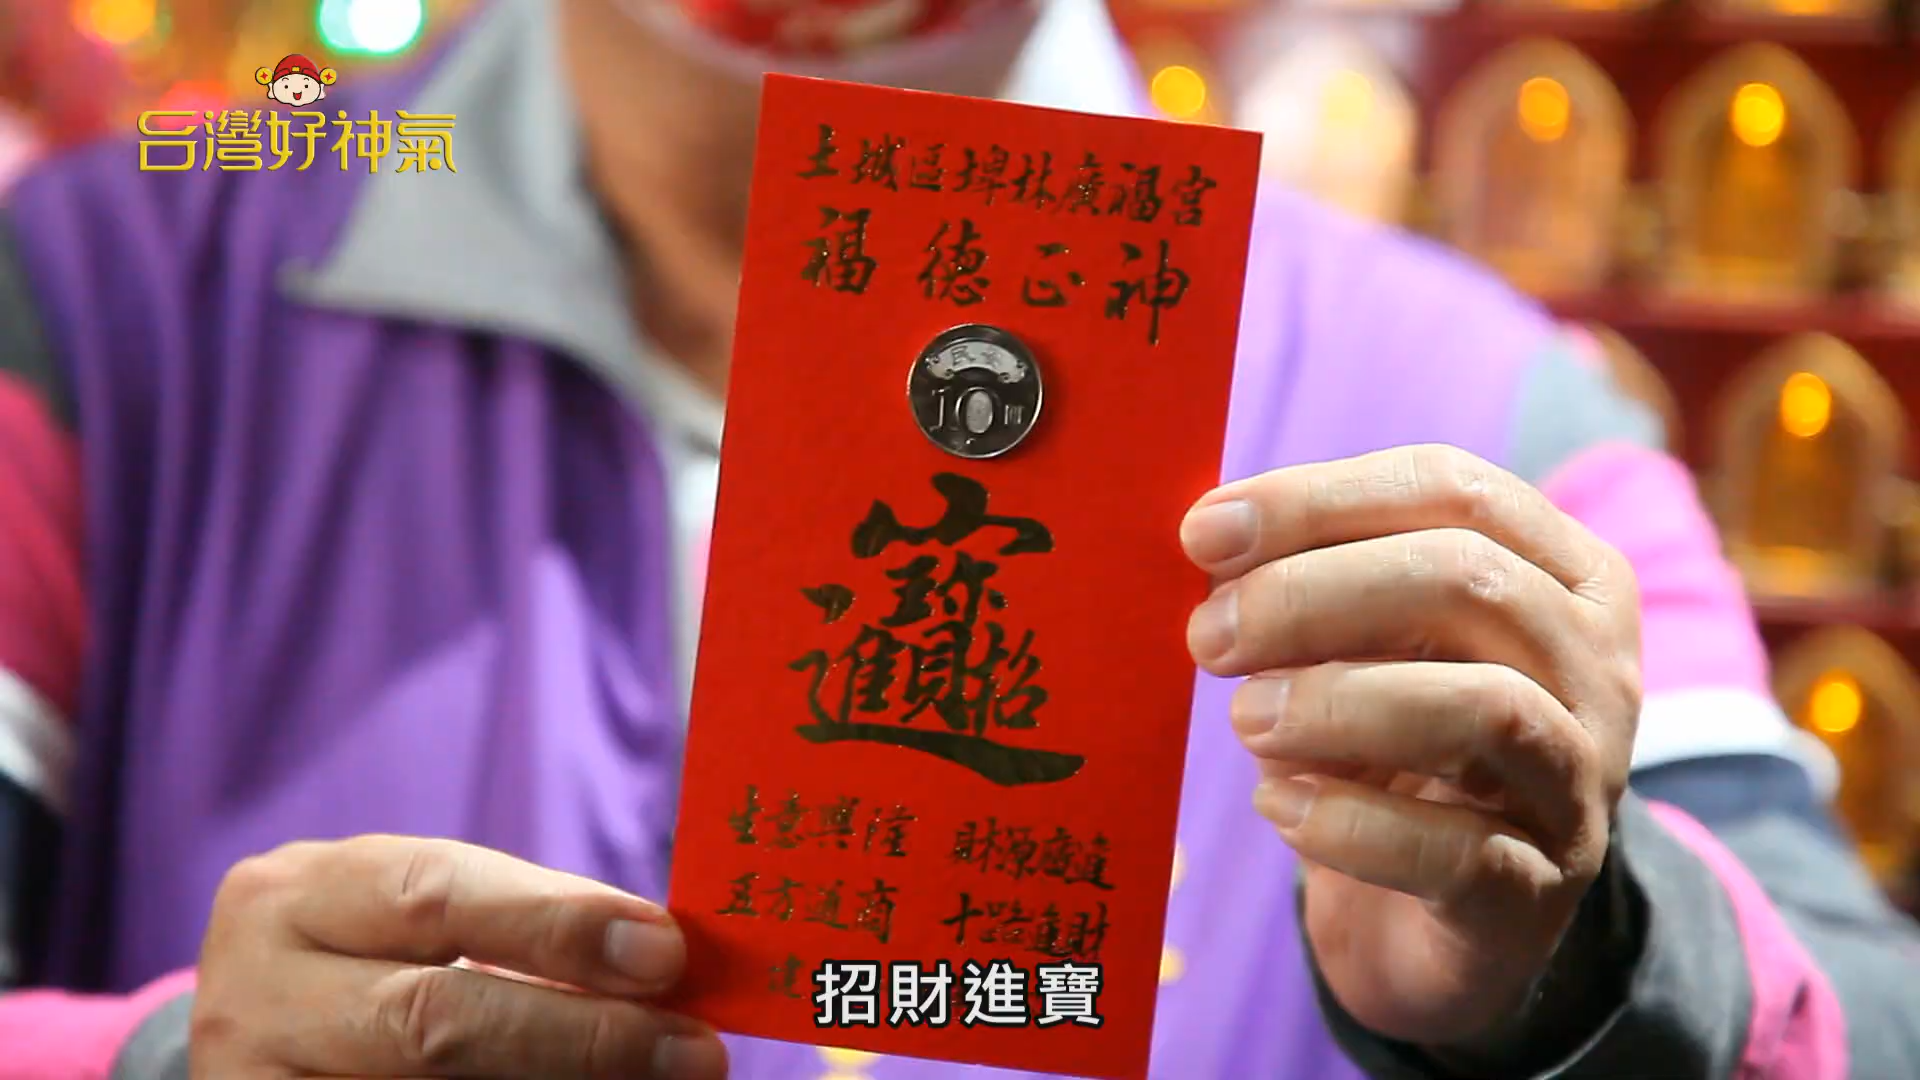 台灣好神氣
土城區埤林廣福宮
福德正神
民國
10圓
招財進寶
生意興隆 財源廣進
五方通商 十路進財
招財進寶